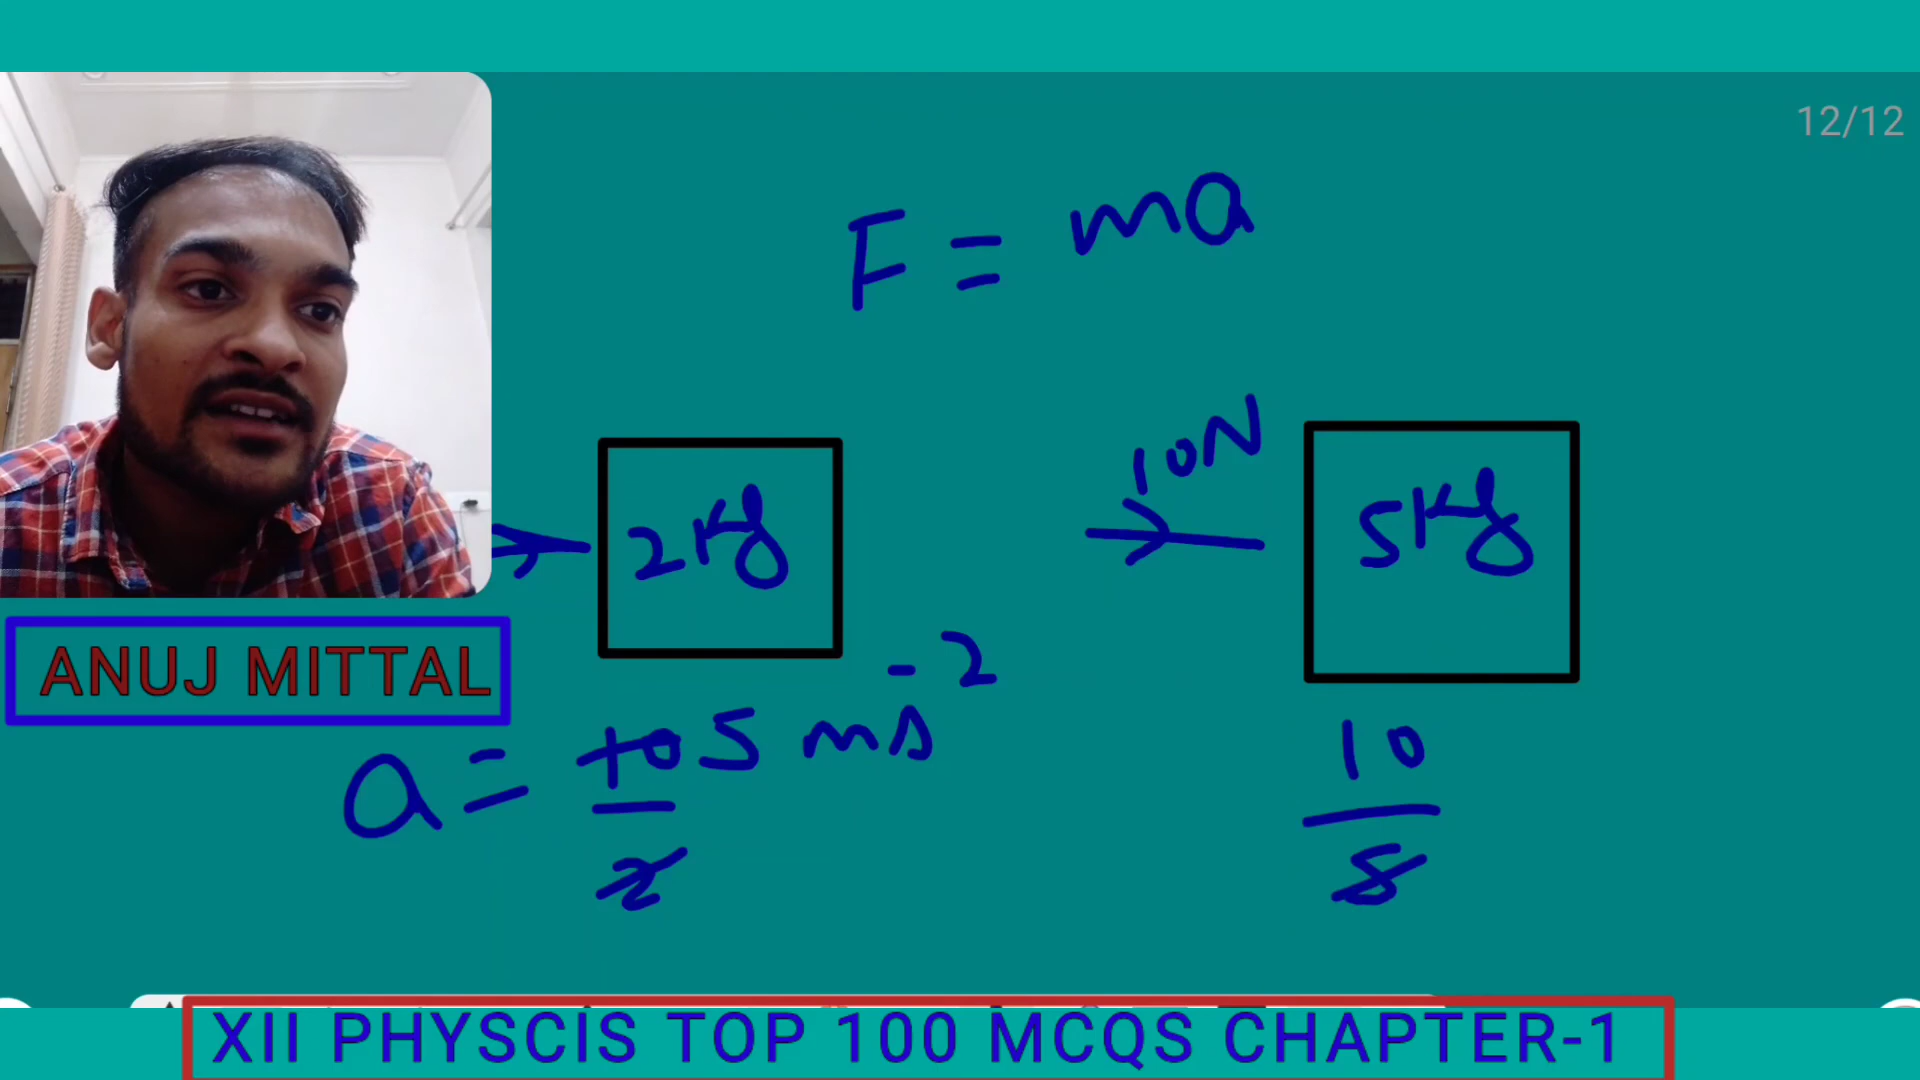 12/12
F = ma
10N
2kg
5kg
ANUJ MITTAL
a = 10 5 ms-2
2
10
5
XII PHYSCIS TOP 100 MCQS CHAPTER-1